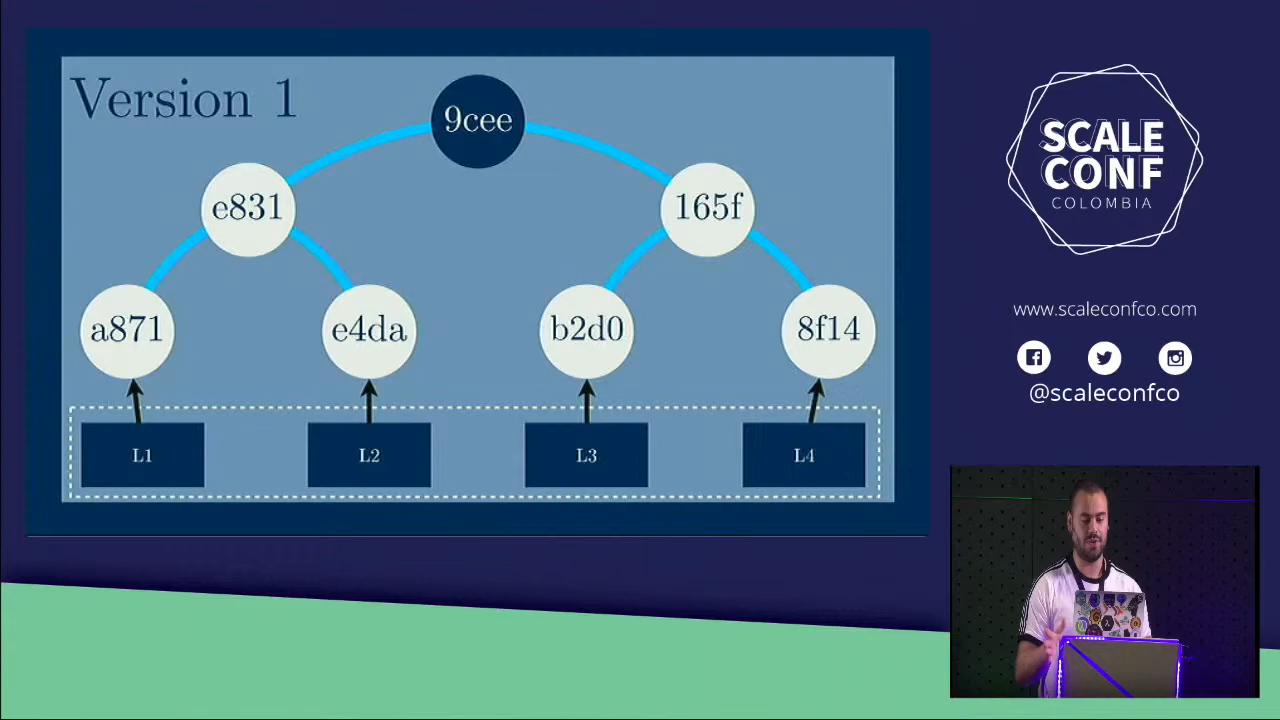 Version 1
9cee
e831
165f
a871
e4da
b2d0
8f14
L1
L2
L3
L4
SCALE
CONF
COLOMBIA
www.scaleconfco.com
@scaleconfco